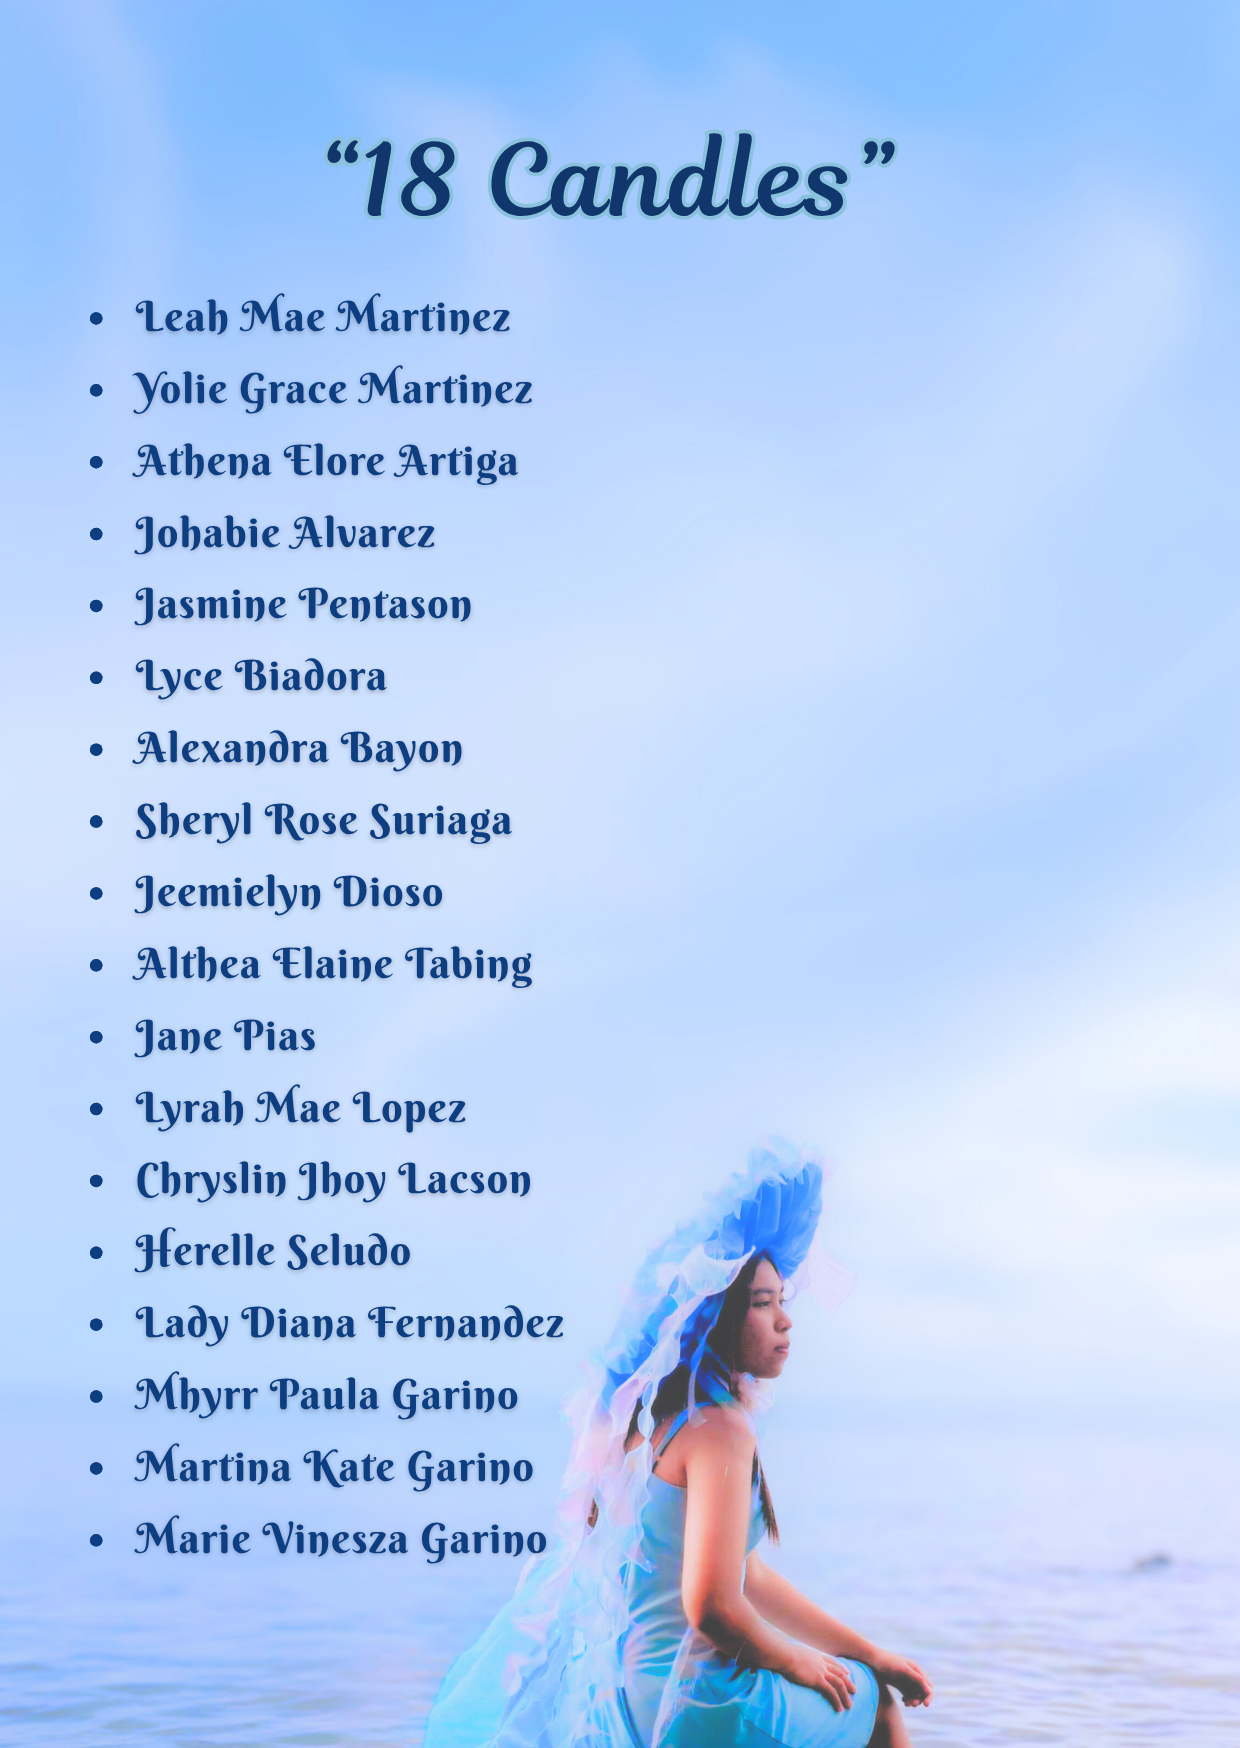 “18 Candles”
• Leah Mae Martinez
• Yolie Grace Martinez
• Athena Elore Artiga
• Johabie Alvarez
• Jasmine Pentason
• Lyce Biadora
• Alexandra Bayon
• Sheryl Rose Suriaga
• Jeemielyn Dioso
• Althea Elaine Tabing
• Jane Pias
• Lyrah Mae Lopez
• Chryslin Jhoy Lacson
• Herelle Seludo
• Lady Diana Fernandez
• Mhyrr Paula Garino
• Martina Kate Garino
• Marie Vinesza Garino